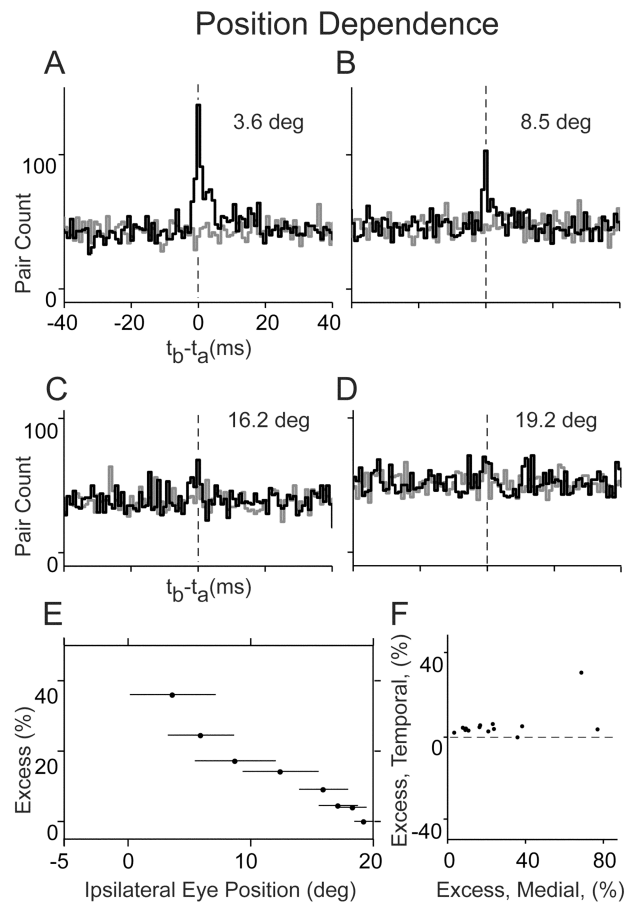 Position Dependence
A
B
3.6 deg
8.5 deg
100
0
Pair Count
-40 -20 0 20 40
tb-ta(ms)
C
D
16.2 deg
19.2 deg
100
0
Pair Count
tb-ta(ms)
E
F
40
20
0
Excess (%)
-5 0 10 20
Ipsilateral Eye Position (deg)
40
0
-40
Excess, Temporal, (%)
0 40 80
Excess, Medial, (%)